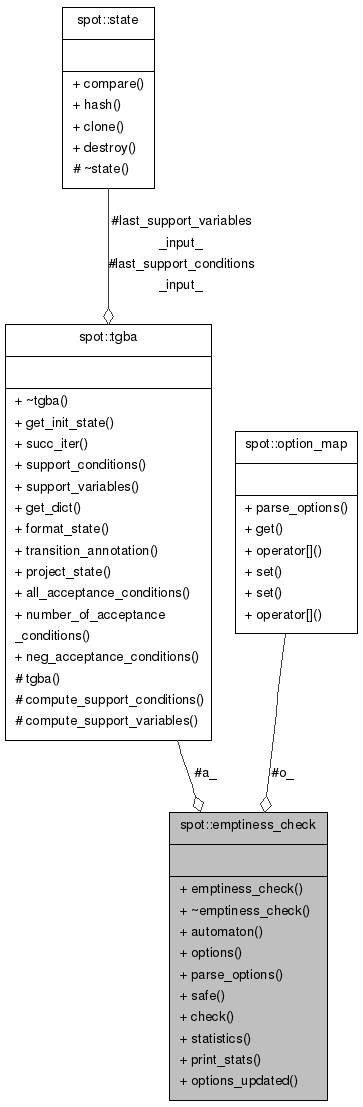 spot::state
+ compare()
+ hash()
+ clone()
+ destroy()
# ~state()
#last_support_variables
_input_
#last_support_conditions
_input_
spot::tgba
+ ~tgba()
+ get_init_state()
+ succ_iter()
+ support_conditions()
+ support_variables()
+ get_dict()
+ format_state()
+ transition_annotation()
+ project_state()
+ all_acceptance_conditions()
+ number_of_acceptance
_conditions()
+ neg_acceptance_conditions()
# tgba()
# compute_support_conditions()
# compute_support_variables()
spot::option_map
+ parse_options()
+ get()
+ operator[]()
+ set()
+ set()
+ operator[]()
#a_
#o_
spot::emptiness_check
+ emptiness_check()
+ ~emptiness_check()
+ automaton()
+ options()
+ parse_options()
+ safe()
+ check()
+ statistics()
+ print_stats()
+ options_updated()